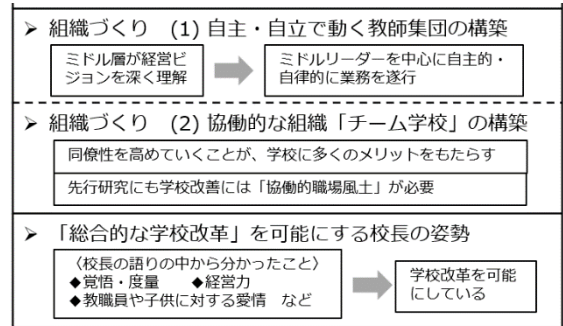 ➢ 組織づくり (1) 自主・自立で動く教師集団の構築
ミドル層が経営ビ
ジョンを深く理解
ミドルリーダーを中心に自主的・
自律的に業務を遂行
➢ 組織づくり (2) 協働的な組織「チーム学校」の構築
同僚性を高めていくことが、学校に多くのメリットをもたらす
先行研究にも学校改善には「協働的職場風土」が必要
➢ 「総合的な学校改革」を可能にする校長の姿勢
〈校長の語りの中から分かったこと〉
◆覚悟・度量 ◆経営力
◆教職員や子供に対する愛情 など
学校改革を可能
にしている